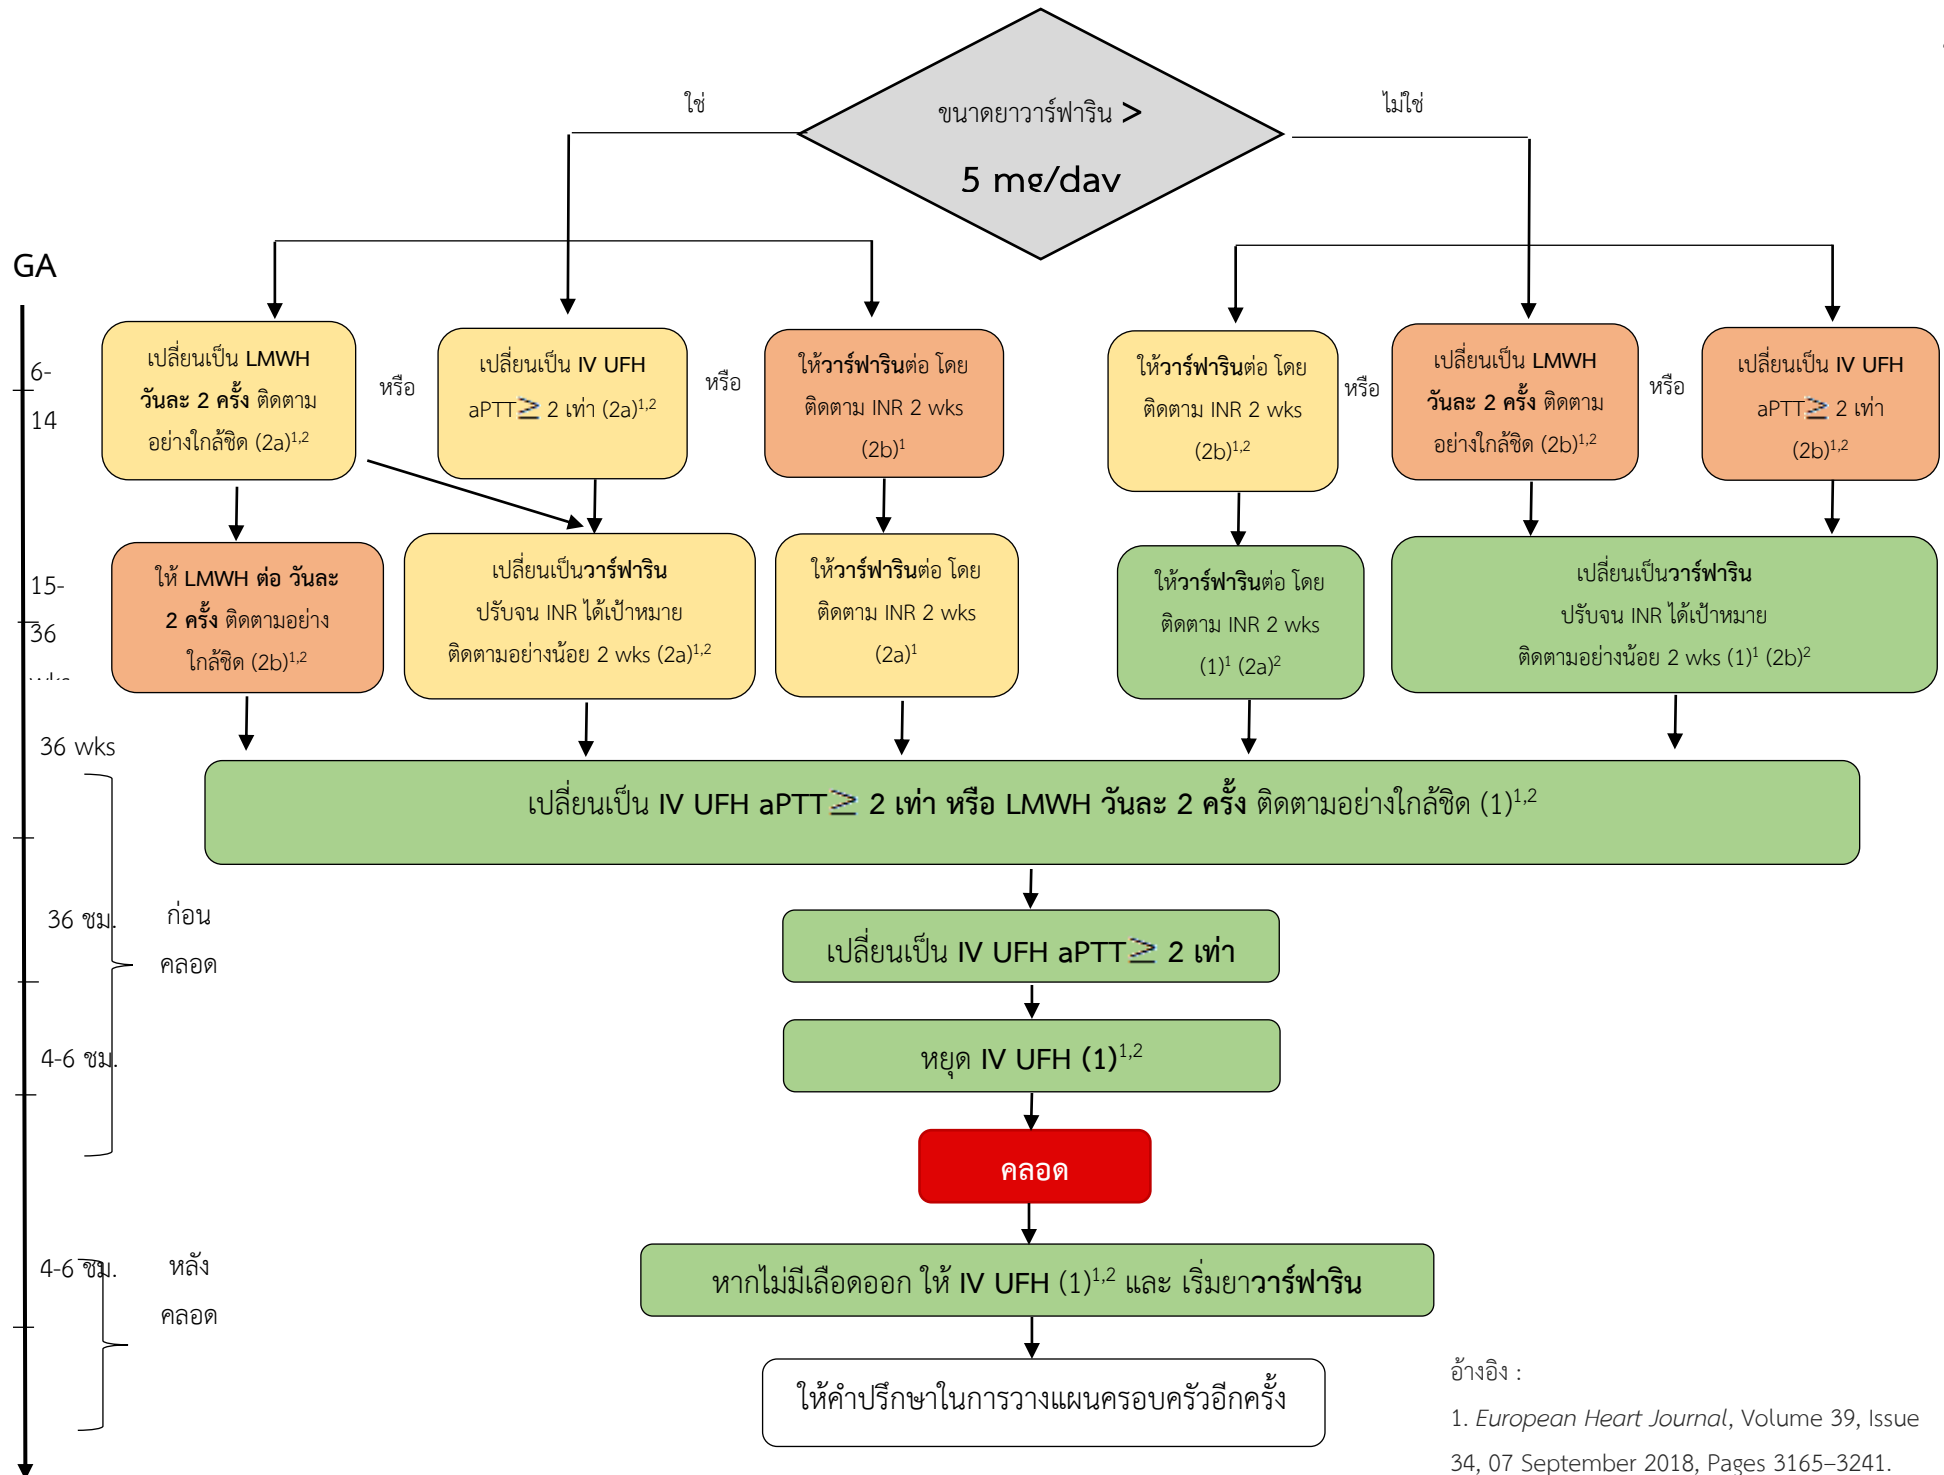 ขนาดยาวาร์ฟาริน >
5 mg/day
ใช่
ไม่ใช่
GA
6-
14
เปลี่ยนเป็น LMWH
วันละ 2 ครั้ง ติดตาม
อย่างใกล้ชิด (2a)1,2
หรือ
เปลี่ยนเป็น IV UFH
aPTT≥ 2 เท่า (2a)1,2
หรือ
ให้วาร์ฟารินต่อ โดย
ติดตาม INR 2 wks
(2b)1
ให้วาร์ฟารินต่อ โดย
ติดตาม INR 2 wks
(2b)1,2
หรือ
เปลี่ยนเป็น LMWH
วันละ 2 ครั้ง ติดตาม
อย่างใกล้ชิด (2b)1,2
หรือ
เปลี่ยนเป็น IV UFH
aPTT≥ 2 เท่า
(2b)1,2
15-
36
wks
ให้ LMWH ต่อ วันละ
2 ครั้ง ติดตามอย่าง
ใกล้ชิด (2b)1,2
เปลี่ยนเป็นวาร์ฟาริน
ปรับจน INR ได้เป้าหมาย
ติดตามอย่างน้อย 2 wks (2a)1,2
ให้วาร์ฟารินต่อ โดย
ติดตาม INR 2 wks
(2a)1
ให้วาร์ฟารินต่อ โดย
ติดตาม INR 2 wks
(1)1 (2a)2
เปลี่ยนเป็นวาร์ฟาริน
ปรับจน INR ได้เป้าหมาย
ติดตามอย่างน้อย 2 wks (1)1 (2b)2
36 wks
เปลี่ยนเป็น IV UFH aPTT≥ 2 เท่า หรือ LMWH วันละ 2 ครั้ง ติดตามอย่างใกล้ชิด (1)1,2
36 ชม.
ก่อน
คลอด
เปลี่ยนเป็น IV UFH aPTT≥ 2 เท่า
4-6 ชม.
หยุด IV UFH (1)1,2
คลอด
4-6 ชม.
หลัง
คลอด
หากไม่มีเลือดออก ให้ IV UFH (1)1,2 และ เริ่มยาวาร์ฟาริน
ให้คำปรึกษาในการวางแผนครอบครัวอีกครั้ง
อ้างอิง :
1. European Heart Journal, Volume 39, Issue
34, 07 September 2018, Pages 3165–3241.